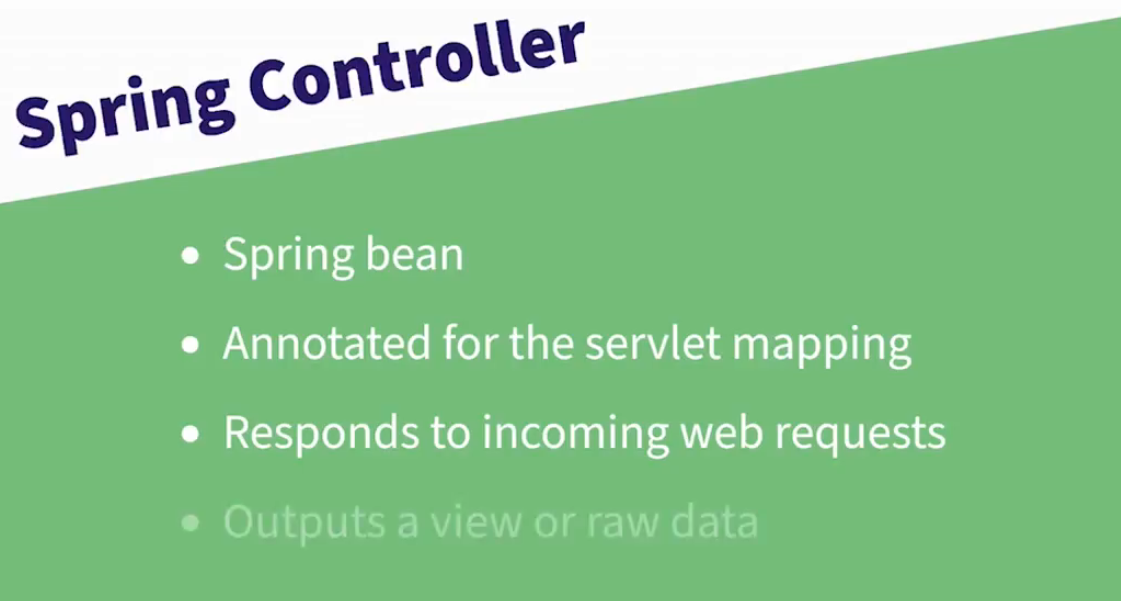 Spring Controller
• Spring bean
• Annotated for the servlet mapping
• Responds to incoming web requests
• Outputs a view or raw data